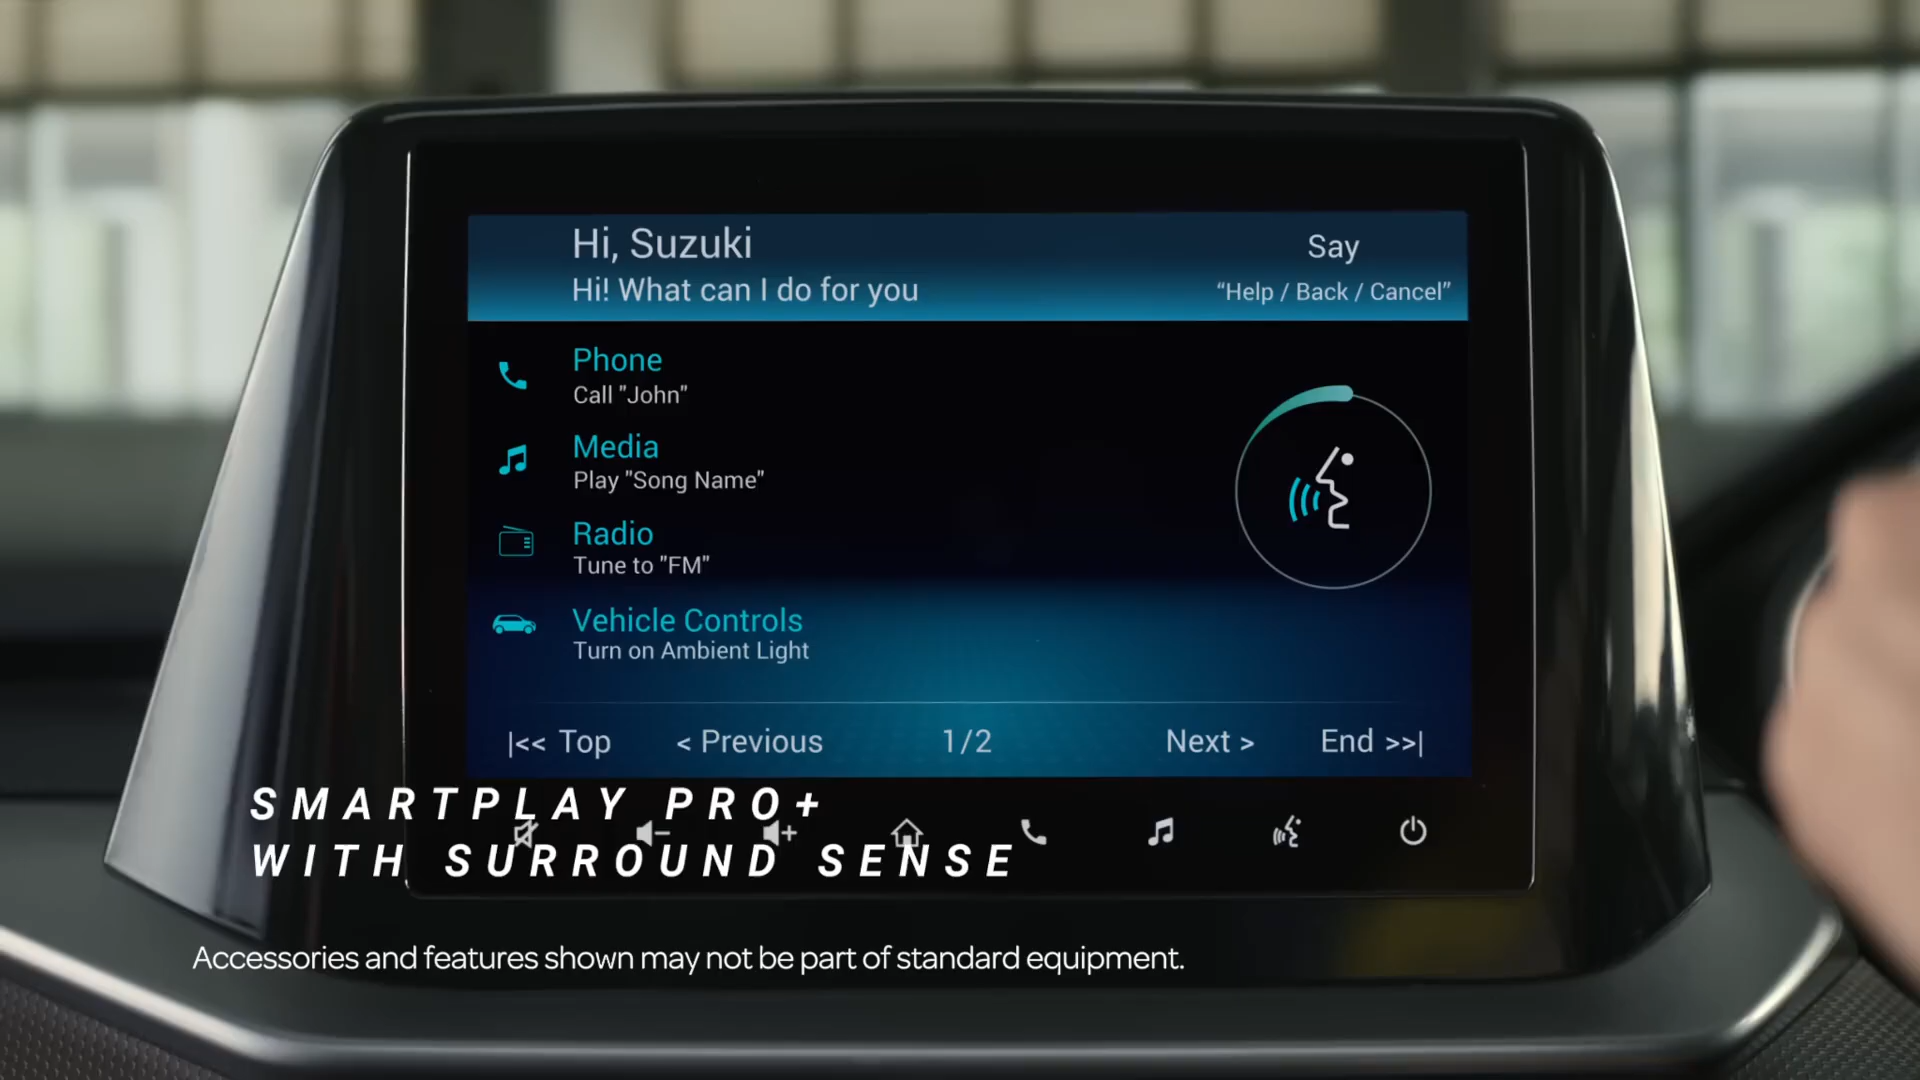 Hi, Suzuki
Hi! What can I do for you
Say
“Help / Back / Cancel”
Phone
Call "John"
Media
Play "Song Name"
Radio
Tune to "FM"
Vehicle Controls
Turn on Ambient Light
|<< Top < Previous 1/2 Next > End >>|
SMARTPLAY PRO+
WITH SURROUND SENSE
Accessories and features shown may not be part of standard equipment.